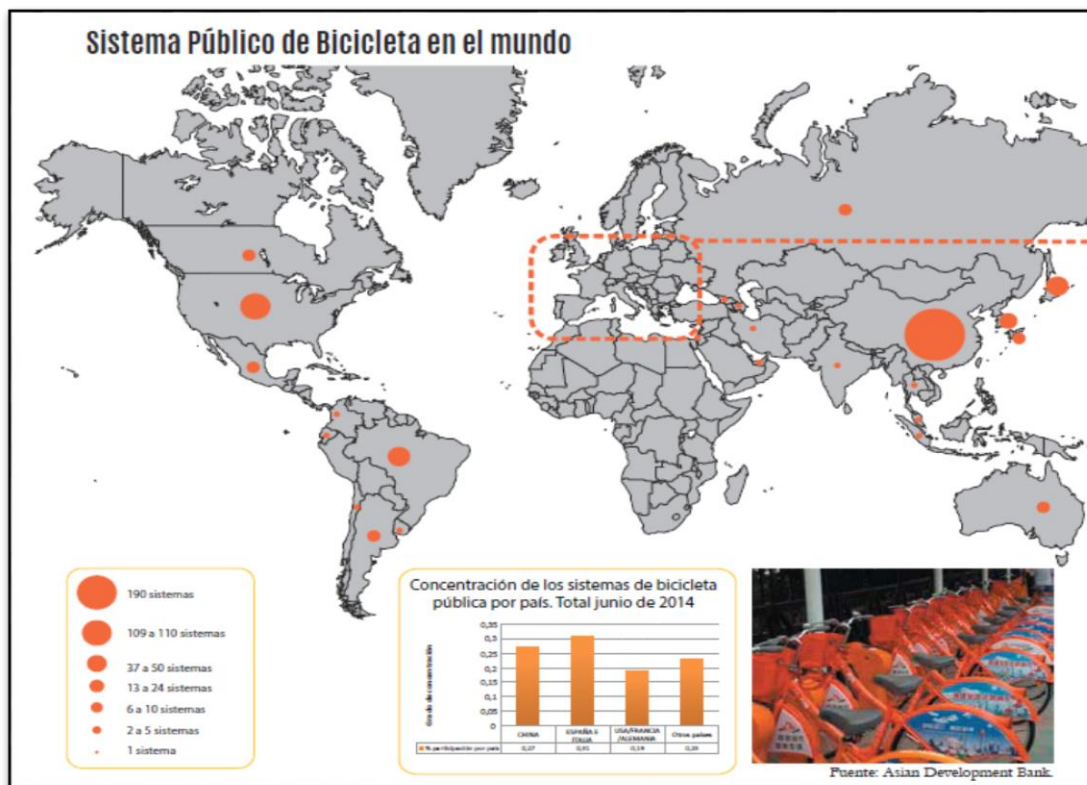 Sistema Público de Bicicleta en el mundo
190 sistemas
109 a 110 sistemas
37 a 50 sistemas
13 a 24 sistemas
6 a 10 sistemas
2 a 5 sistemas
1 sistema
Concentración de los sistemas de bicicleta
pública por país. Total junio de 2014
Grado de concentración
0,35
0,3
0,25
0,2
0,15
0,1
0,05
0
CHINA
ESPAÑA E
ITALIA
USA/FRANCIA
/ALEMANIA
Otros países
% participación por país
0,27
0,31
0,19
0,23
Fuente: Asian Development Bank.